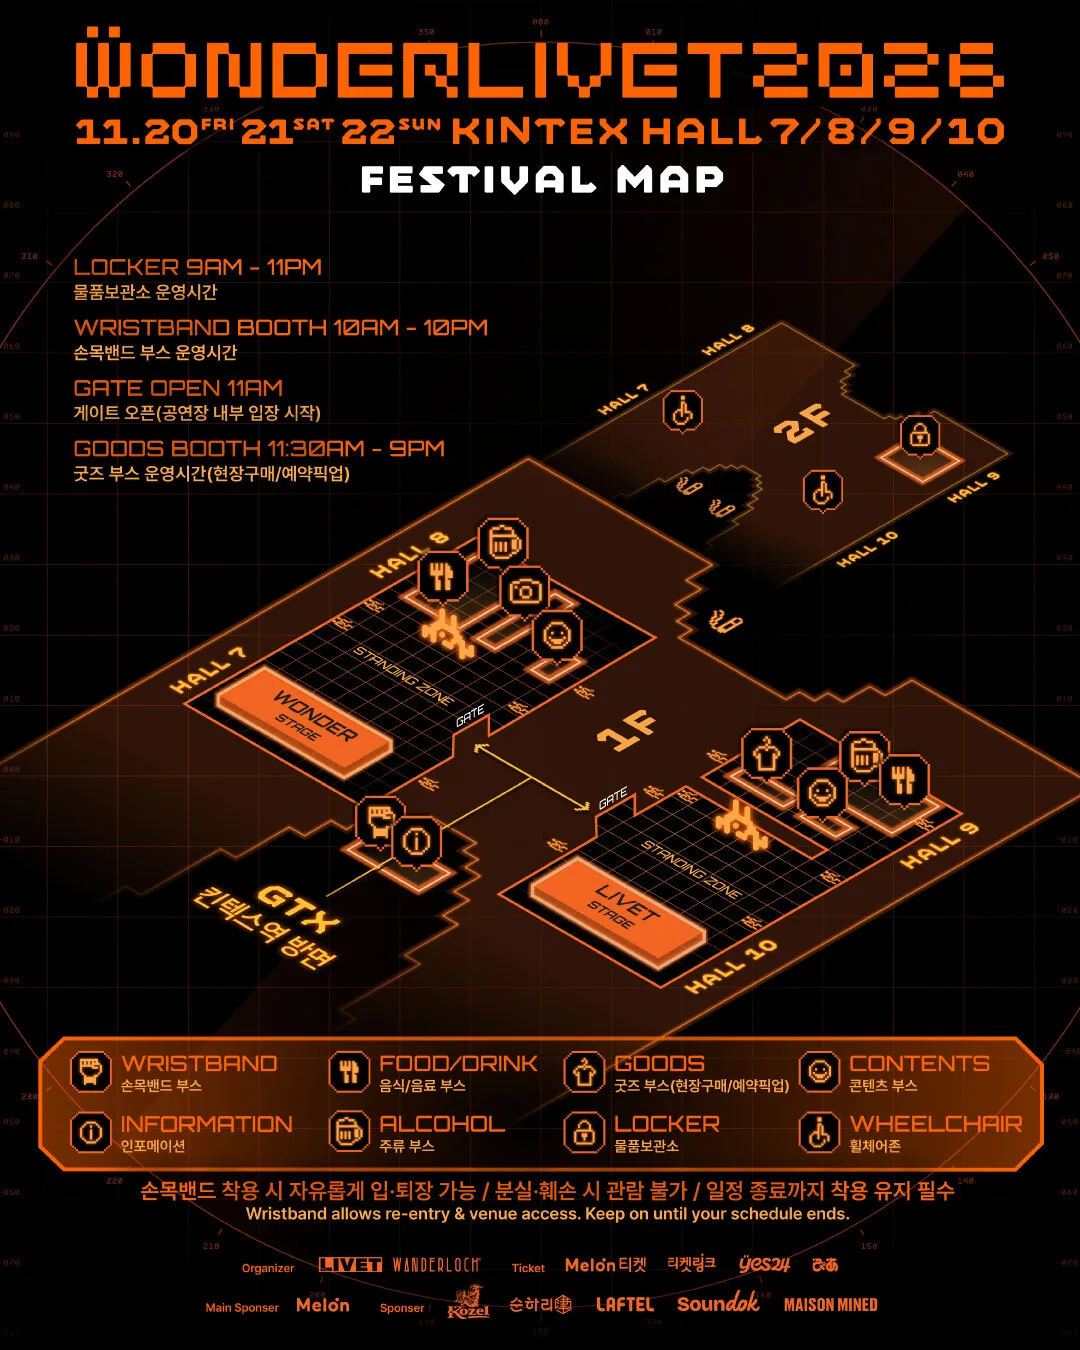 ẄONDERLIVET2026
11.20FRI 21SAT 22SUN KINTEX HALL 7/8/9/10
FESTIVAL MAP
LOCKER 9AM - 11PM
물품보관소 운영시간
WRISTBAND BOOTH 10AM - 10PM
손목밴드 부스 운영시간
GATE OPEN 11AM
게이트 오픈(공연장 내부 입장 시작)
GOODS BOOTH 11:30AM - 9PM
굿즈 부스 운영시간(현장구매/예약픽업)
HALL 8
HALL 7
2F
HALL 9
HALL 10
HALL 8
HALL 7
STANDING ZONE
WONDER
STAGE
GATE
1F
GATE
STANDING ZONE
LIVET
STAGE
HALL 9
HALL 10
GTX
킨텍스역 방면
WRISTBAND
손목밴드 부스
FOOD/DRINK
음식/음료 부스
GOODS
굿즈 부스(현장구매/예약픽업)
CONTENTS
콘텐츠 부스
INFORMATION
인포메이션
ALCOHOL
주류 부스
LOCKER
물품보관소
WHEELCHAIR
휠체어존
손목밴드 착용 시 자유롭게 입·퇴장 가능 / 분실·훼손 시 관람 불가 / 일정 종료까지 착용 유지 필수
Wristband allows re-entry & venue access. Keep on until your schedule ends.
Organizer LIVET WANDERLOCH Ticket Melon 티켓 티켓링크 yes24 ぴあ
Main Sponser Melon Sponser Kozel 순하리 LAFTEL Soundok MAISON MINED